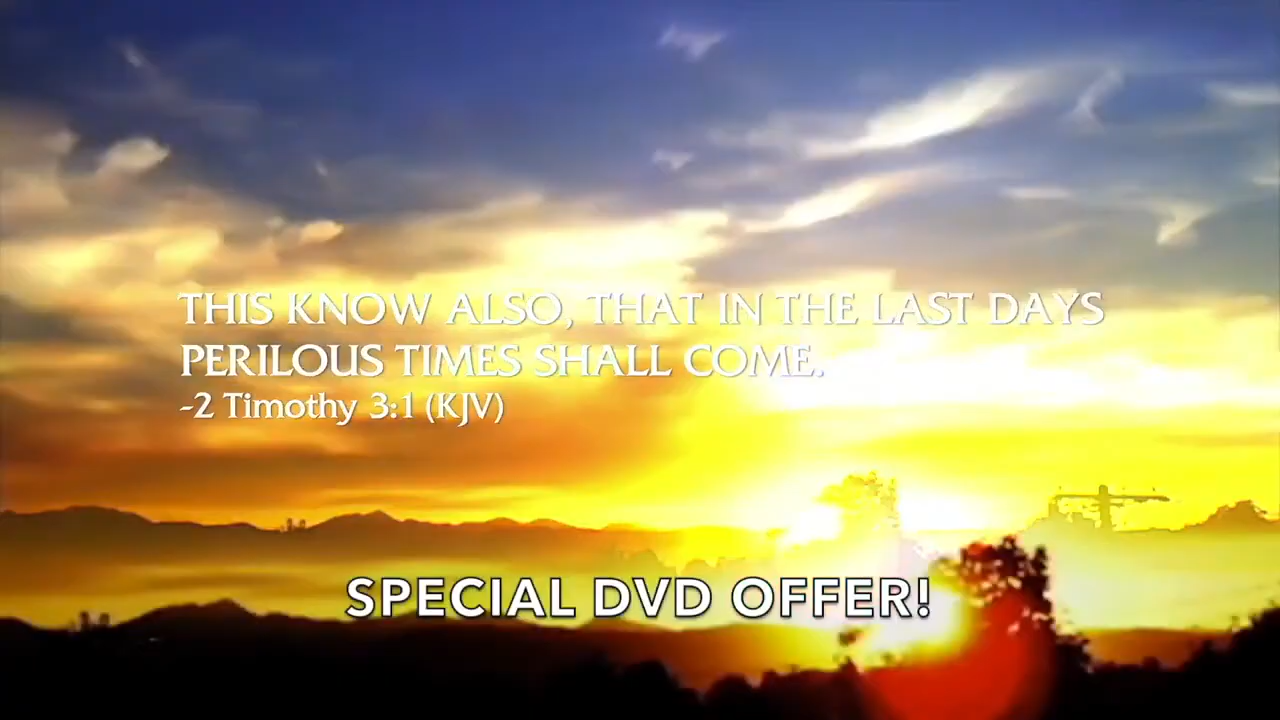 THIS KNOW ALSO, THAT IN THE LAST DAYS
PERILOUS TIMES SHALL COME.
-2 Timothy 3:1 (KJV)
SPECIAL DVD OFFER!